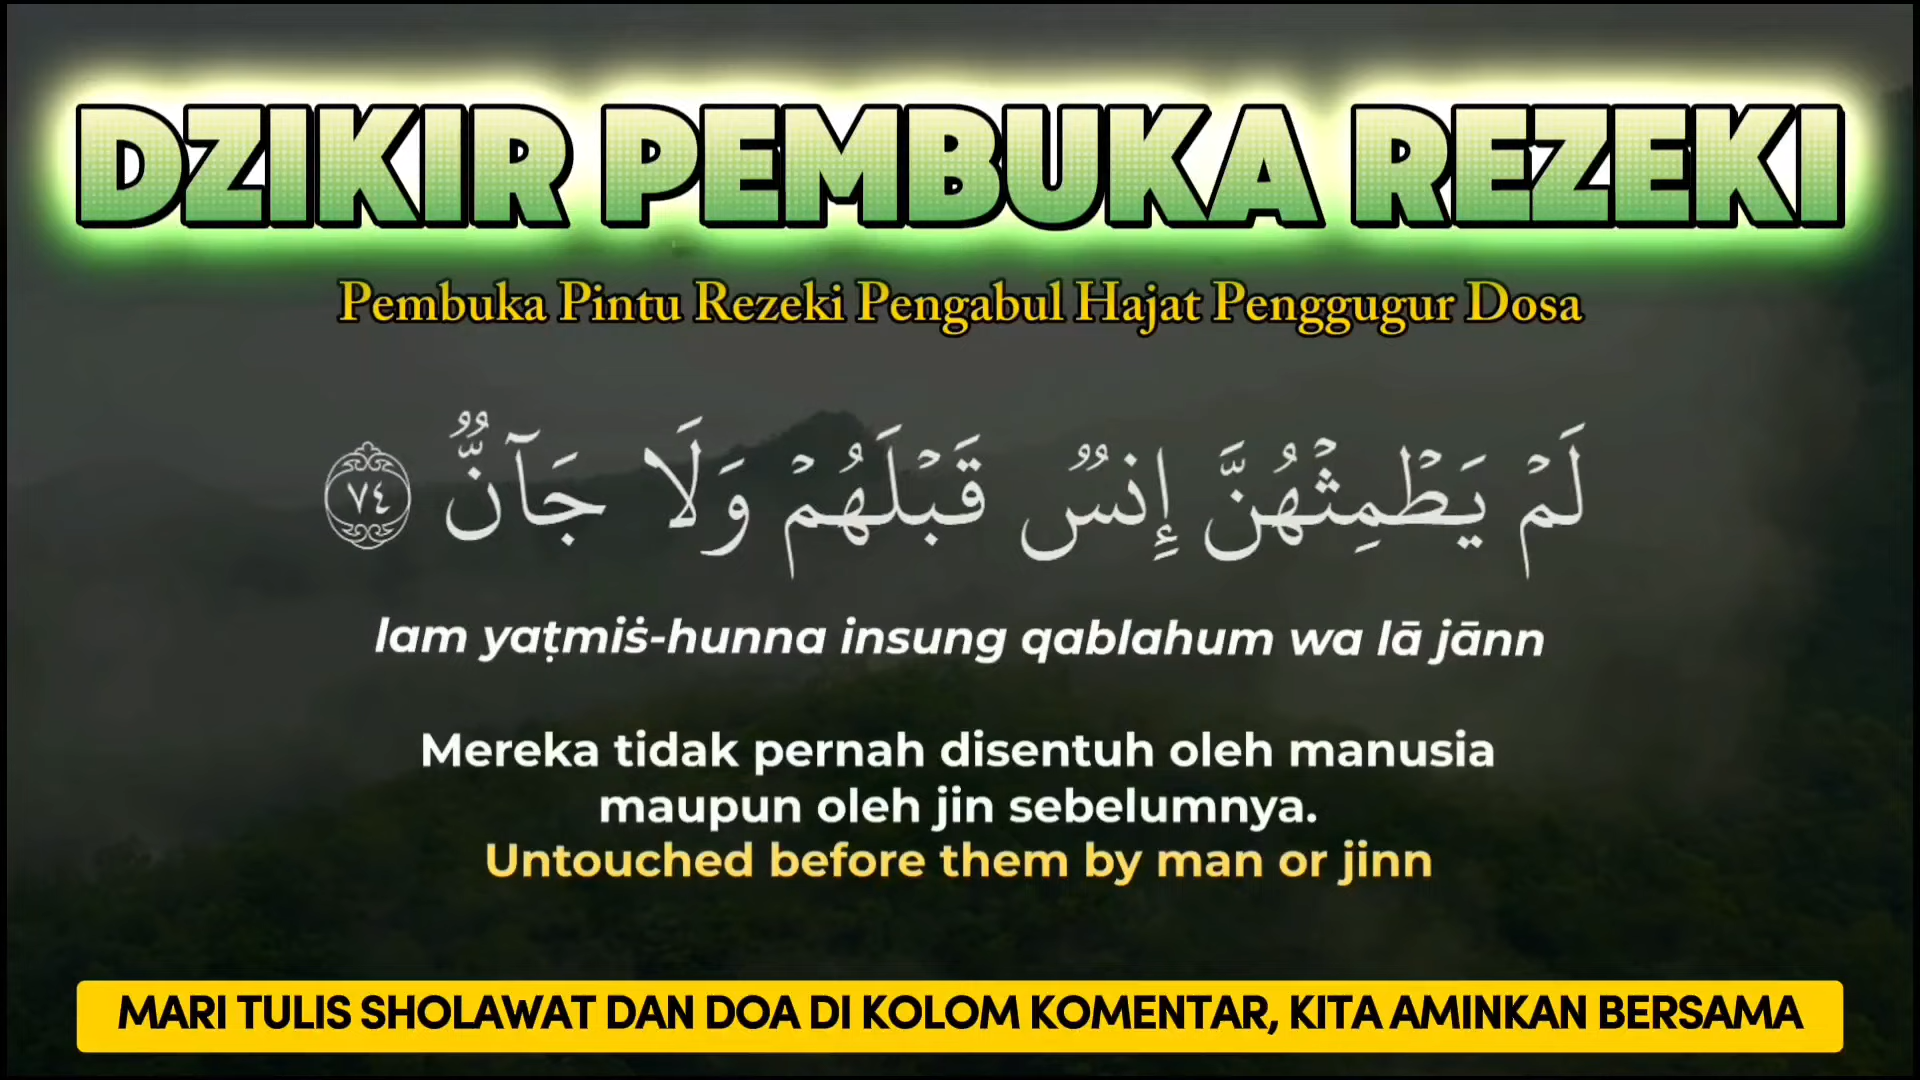 DZIKIR PEMBUKA REZEKI
Pembuka Pintu Rezeki Pengabul Hajat Penggugur Dosa
لَمْ يَطْمِثْهُنَّ إِنسٌ قَبْلَهُمْ وَلَا جَآنٌّ ٧٤
lam yaṭmiṡ-hunna insung qablahum wa lā jānn
Mereka tidak pernah disentuh oleh manusia
maupun oleh jin sebelumnya.
Untouched before them by man or jinn
MARI TULIS SHOLAWAT DAN DOA DI KOLOM KOMENTAR, KITA AMINKAN BERSAMA